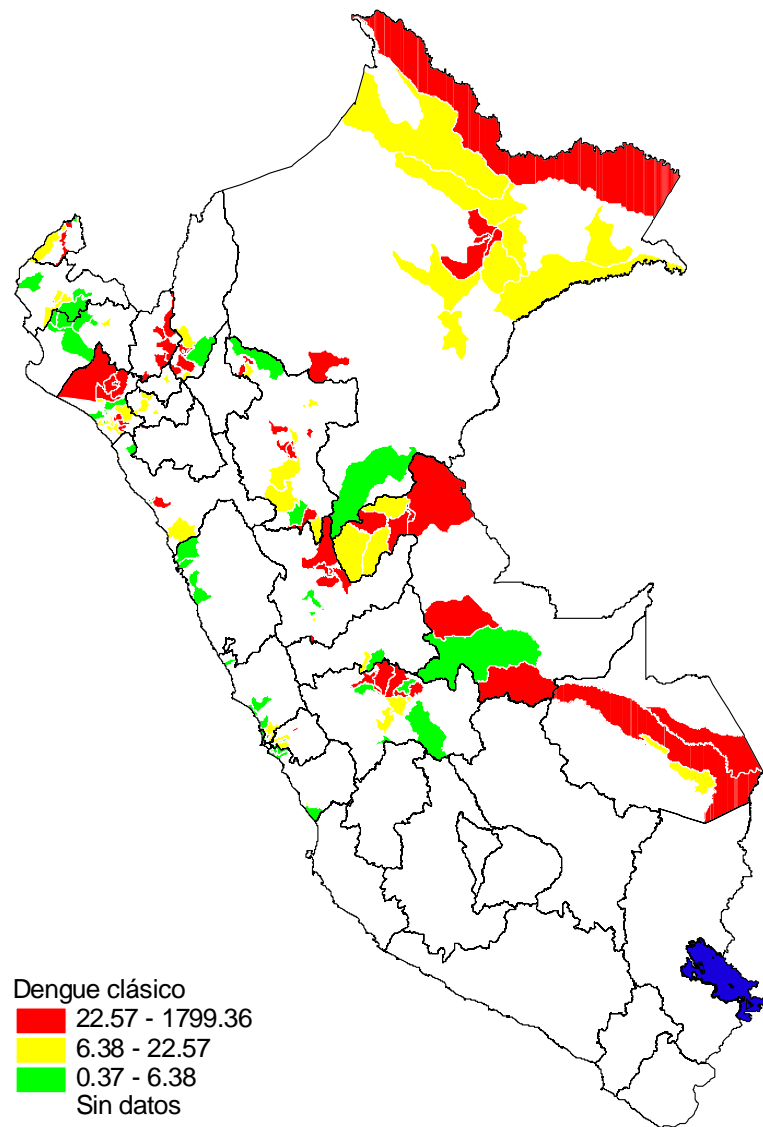 Dengue clásico
22.57 - 1799.36
6.38 - 22.57
0.37 - 6.38
Sin datos